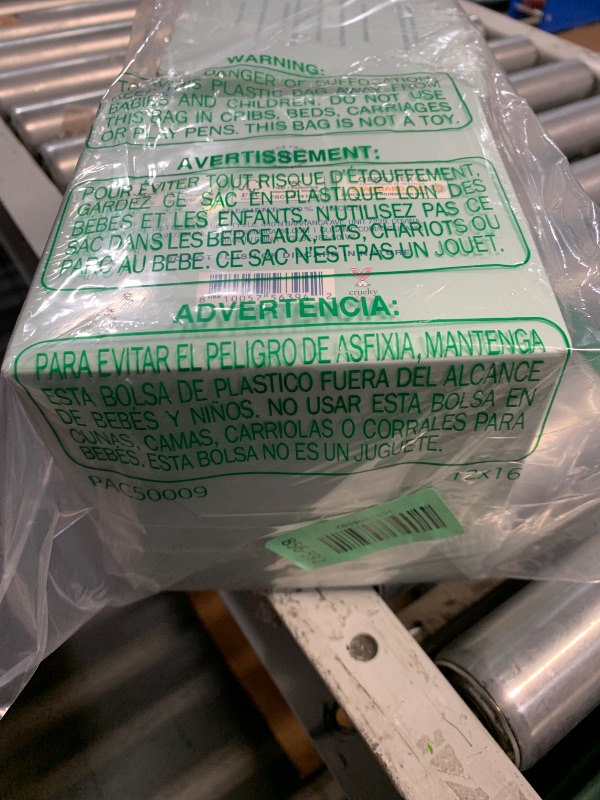 WARNING:
DANGER OF SUFFOCATION
PLASTIC BAG AWAY FROM
BABIES AND CHILDREN. DO NOT USE
THIS BAG IN CRIBS, BEDS, CARRIAGES
OR PLAY PENS. THIS BAG IS NOT A TOY.
AVERTISSEMENT:
POUR ÉVITER TOUT RISQUE D'ÉTOUFFEMENT,
GARDEZ CE SAC EN PLASTIQUE LOIN DES
BÉBÉS ET LES ENFANTS. N'UTILISEZ PAS CE
SAC DANS LES BERCEAUX, LITS, CHARIOTS OU
PARC AU BEBE. CE SAC N'EST PAS UN JOUET.
cruelty
ADVERTENCIA:
PARA EVITAR EL PELIGRO DE ASFIXIA, MANTENGA
ESTA BOLSA DE PLASTICO FUERA DEL ALCANCE
DE BEBÉS Y NIÑOS. NO USAR ESTA BOLSA EN
CUNAS, CAMAS, CARRIOLAS O CORRALES PARA
BEBÉS. ESTA BOLSA NO ES UN JUGUETE.
PAC50009
12x16